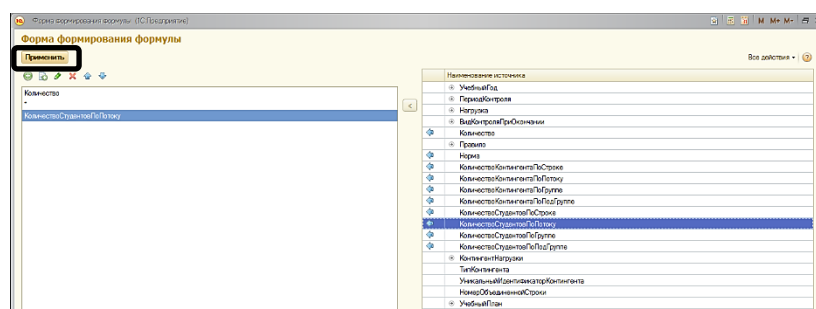 Форма формирования формулы (1С:Предприятие)
M M+ M-
Форма формирования формулы
Применить
Все действия
Количество
*
КоличествоСтудентовПоПотоку
Наименование источника
УчебныйГод
ПериодКонтроля
Нагрузка
ВидКонтроляПриОкончании
Количество
Правило
Норма
КоличествоКонтингентаПоСтроке
КоличествоКонтингентаПоПотоку
КоличествоКонтингентаПоГруппе
КоличествоКонтингентаПоПодГруппе
КоличествоСтудентовПоСтроке
КоличествоСтудентовПоПотоку
КоличествоСтудентовПоГруппе
КоличествоСтудентовПоПодГруппе
КонтингентНагрузки
ТипКонтингента
УникальныйИдентификаторКонтингента
НомерОбъединеннойСтроки
УчебныйПлан